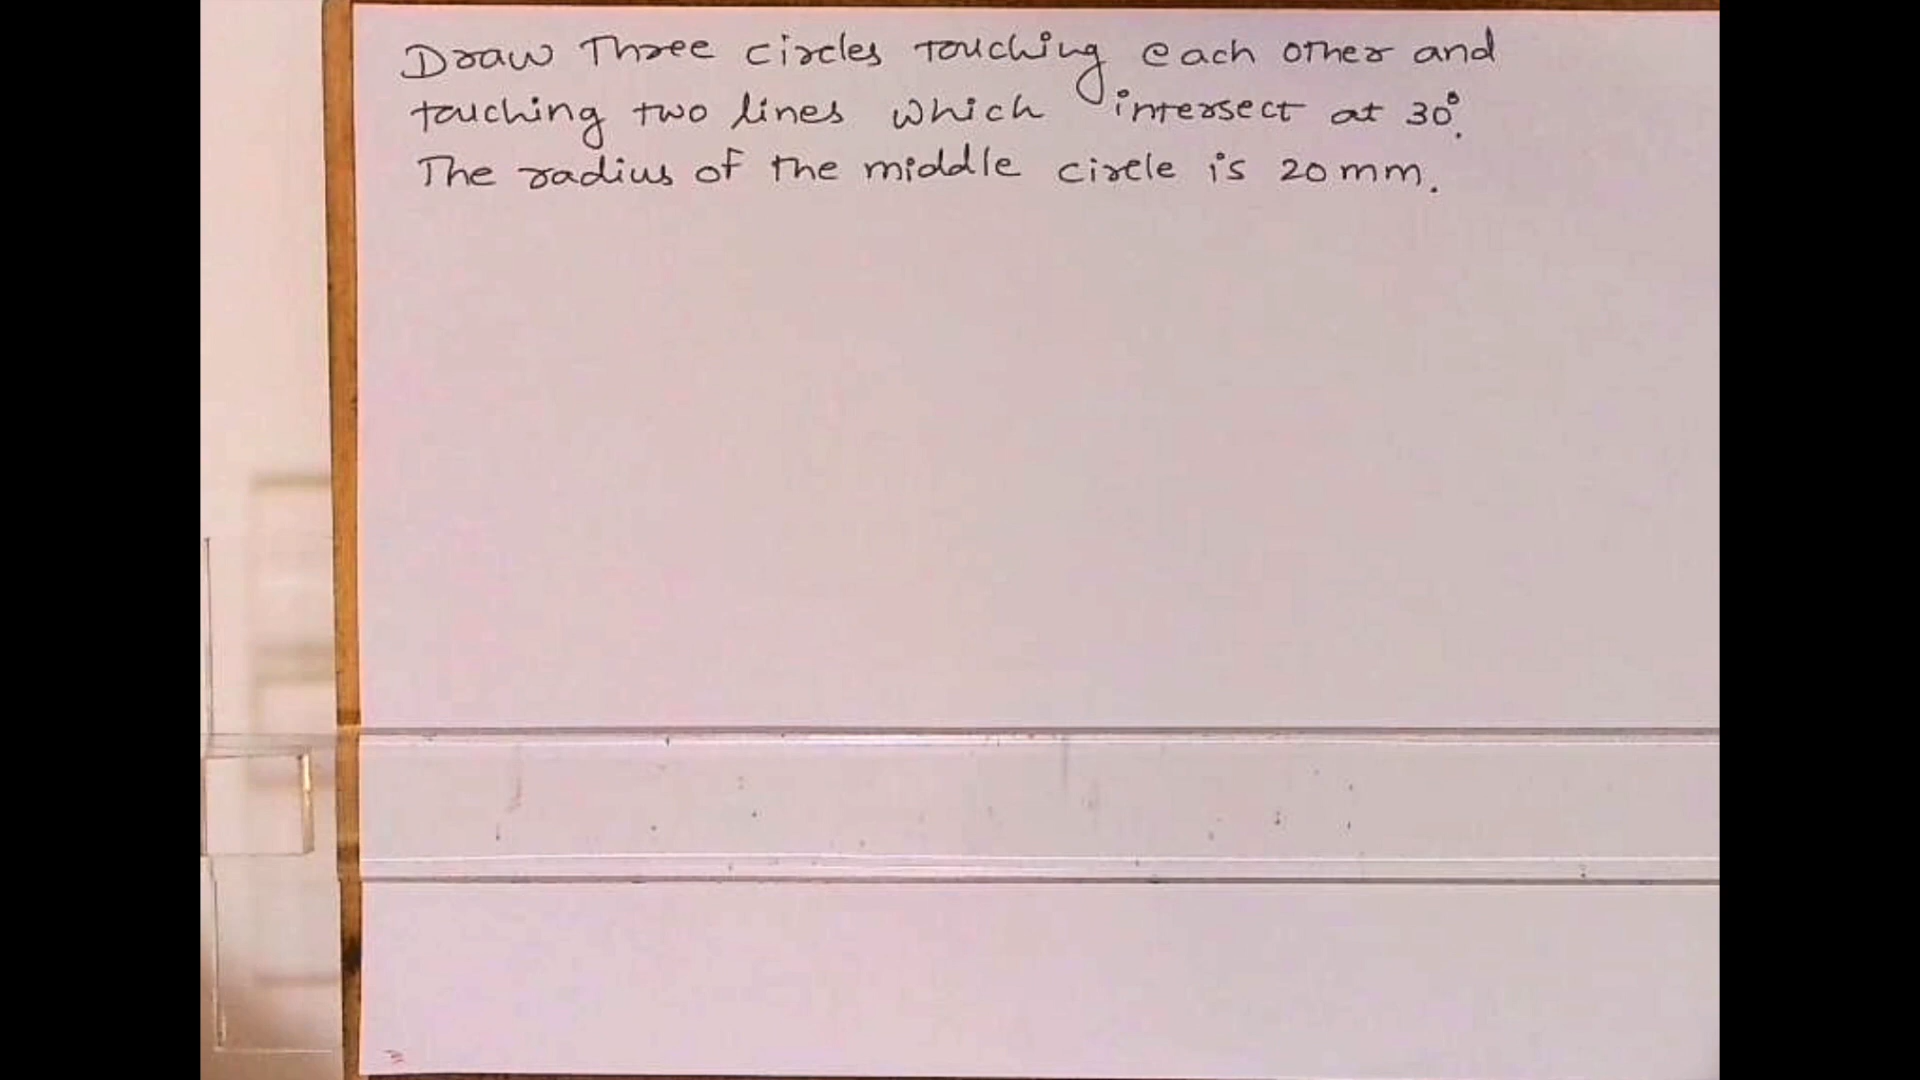 Draw Three circles touching each other and
touching two lines which intersect at 30°.
The radius of the middle circle is 20 mm.